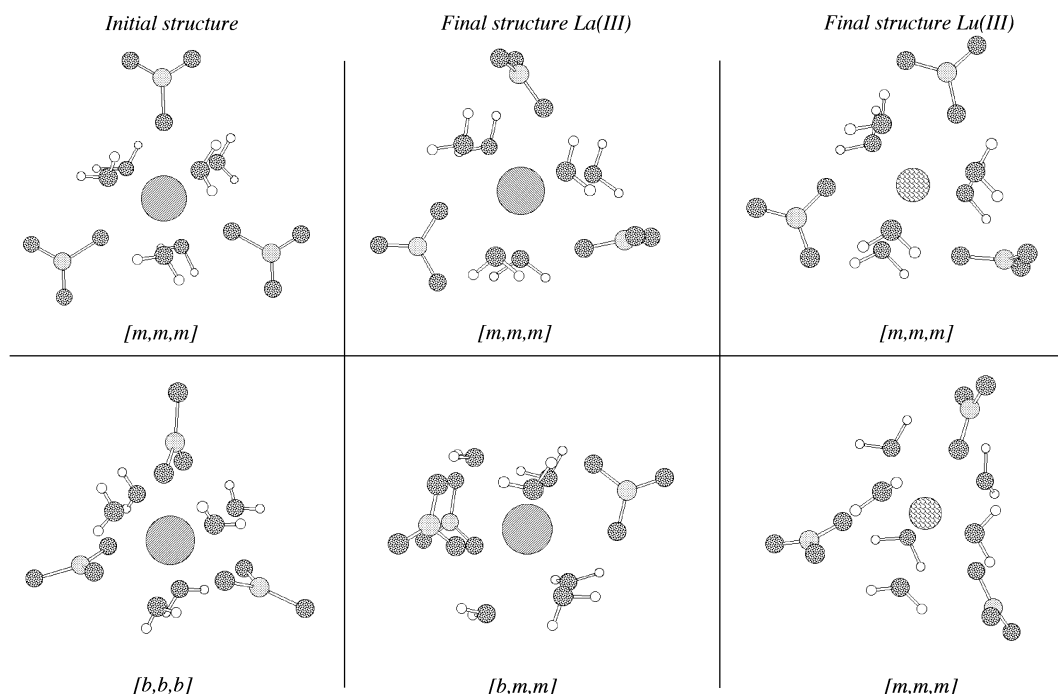 Initial structure
Final structure La(III)
Final structure Lu(III)
[m,m,m]
[m,m,m]
[m,m,m]
[b,b,b]
[b,m,m]
[m,m,m]